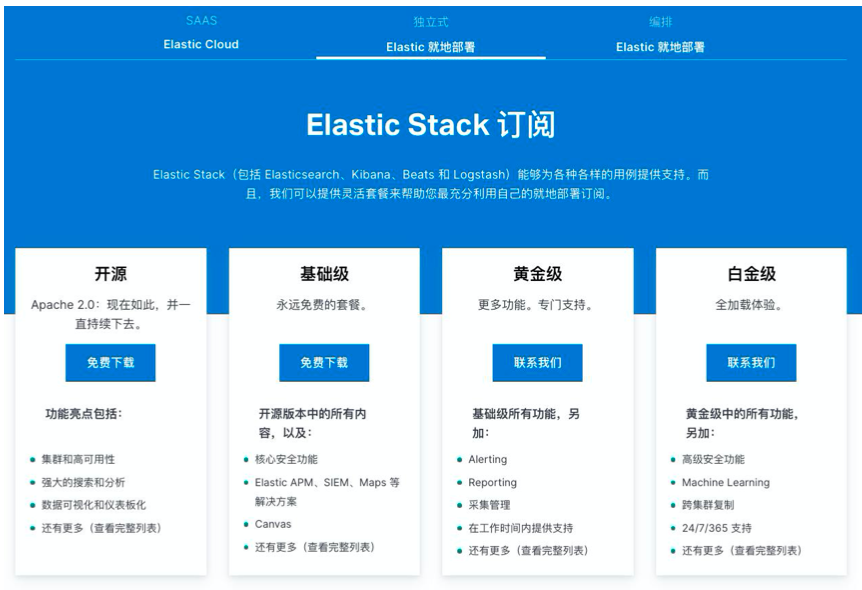 SAAS
Elastic Cloud
独立式
Elastic 就地部署
编排
Elastic 就地部署
Elastic Stack 订阅
Elastic Stack（包括 Elasticsearch、Kibana、Beats 和 Logstash）能够为各种各样的用例提供支持。而
且，我们可以提供灵活套餐来帮助您最充分利用自己的就地部署订阅。
开源
Apache 2.0：现在如此，并一
直持续下去。
免费下载
功能亮点包括：
集群和高可用性
强大的搜索和分析
数据可视化和仪表板化
还有更多（查看完整列表）
基础级
永远免费的套餐。
免费下载
开源版本中的所有内
容，以及：
核心安全功能
Elastic APM、SIEM、Maps 等
解决方案
Canvas
还有更多（查看完整列表）
黄金级
更多功能。专门支持。
联系我们
基础级所有功能，另
加：
Alerting
Reporting
采集管理
在工作时间内提供支持
还有更多（查看完整列表）
白金级
全加载体验。
联系我们
黄金级中的所有功能，
另加：
高级安全功能
Machine Learning
跨集群复制
24/7/365 支持
还有更多（查看完整列表）